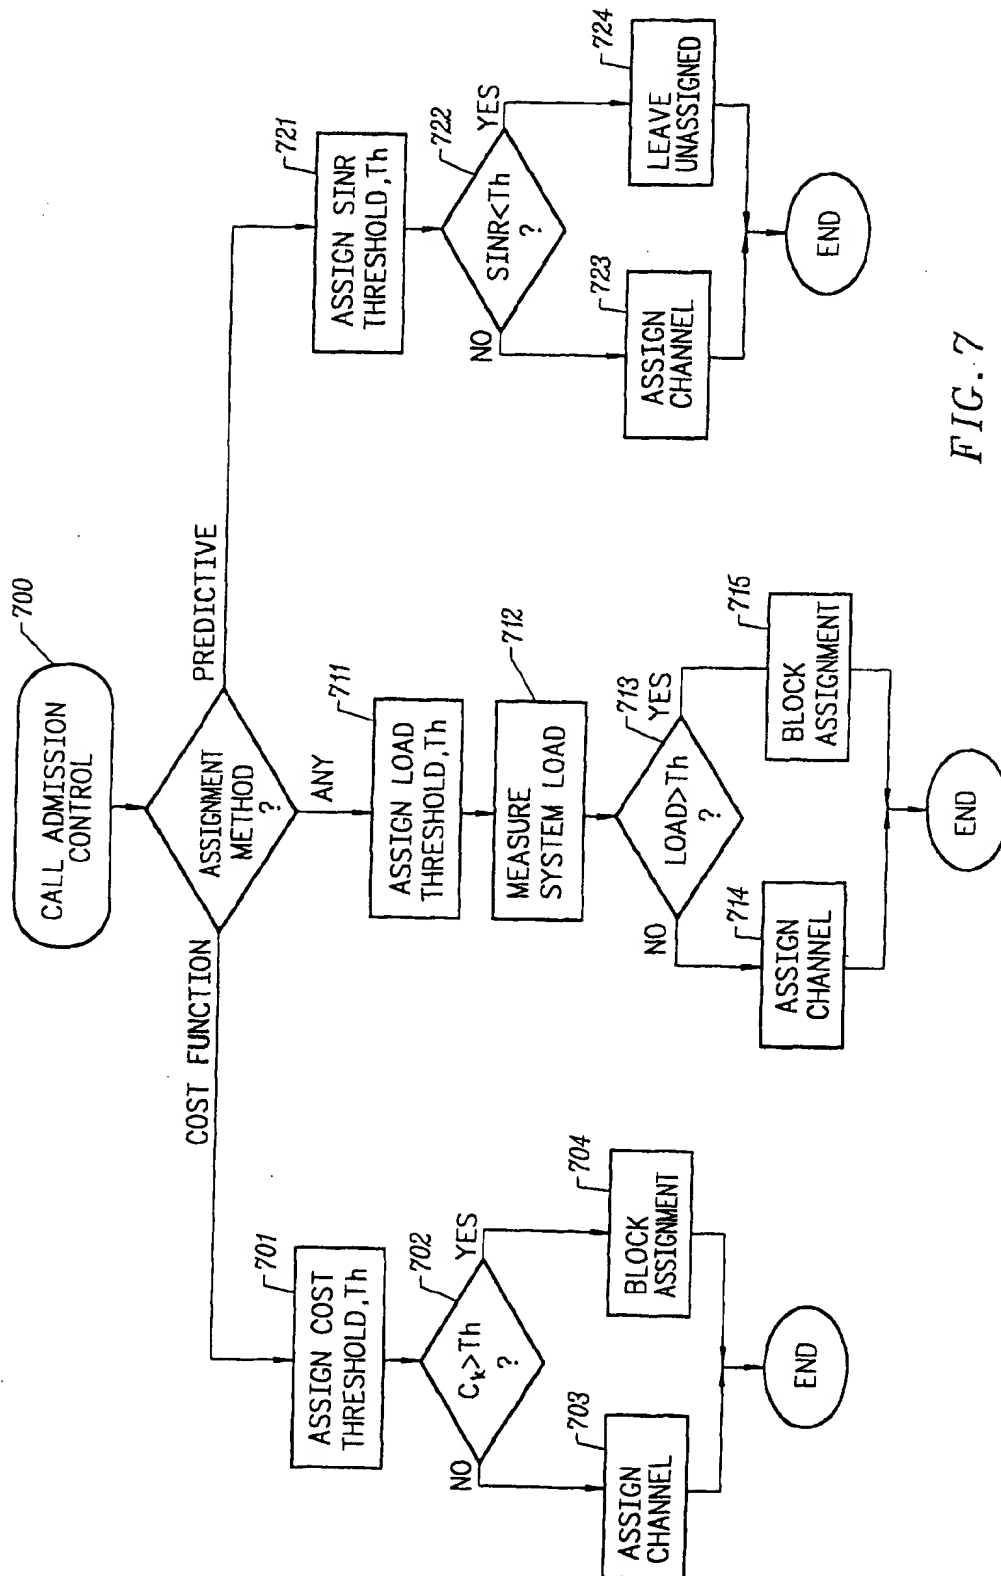 700
CALL ADMISSION
CONTROL
ASSIGNMENT
METHOD
?
COST FUNCTION
ANY
PREDICTIVE
701
ASSIGN COST
THRESHOLD,Th
702
Ck>Th
?
NO
YES
703
ASSIGN
CHANNEL
704
BLOCK
ASSIGNMENT
END
711
ASSIGN LOAD
THRESHOLD,Th
712
MEASURE
SYSTEM LOAD
713
LOAD>Th
?
NO
YES
714
ASSIGN
CHANNEL
715
BLOCK
ASSIGNMENT
END
721
ASSIGN SINR
THRESHOLD,Th
722
SINR<Th
?
NO
YES
723
ASSIGN
CHANNEL
724
LEAVE
UNASSIGNED
END
FIG. 7